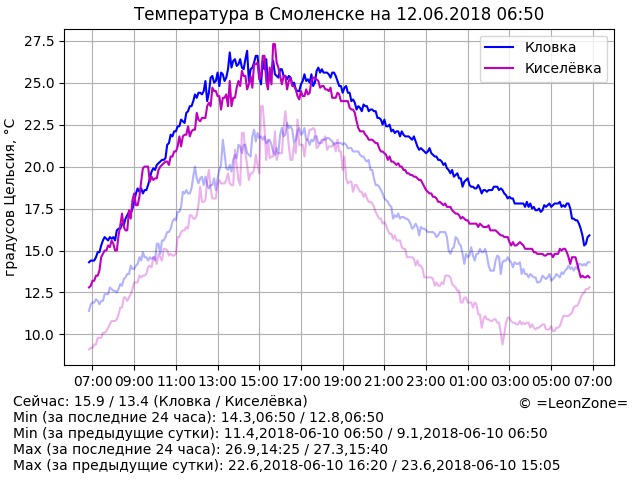 Температура в Смоленске на 12.06.2018 06:50
27.5
25.0
22.5
20.0
17.5
15.0
12.5
10.0
градусов Цельсия, °C
Кловка
Киселёвка
07:00 09:00 11:00 13:00 15:00 17:00 19:00 21:00 23:00 01:00 03:00 05:00 07:00
Сейчас: 15.9 / 13.4 (Кловка / Киселёвка)
© =LeonZone=
Min (за последние 24 часа): 14.3,06:50 / 12.8,06:50
Min (за предыдущие сутки): 11.4,2018-06-10 06:50 / 9.1,2018-06-10 06:50
Max (за последние 24 часа): 26.9,14:25 / 27.3,15:40
Max (за предыдущие сутки): 22.6,2018-06-10 16:20 / 23.6,2018-06-10 15:05